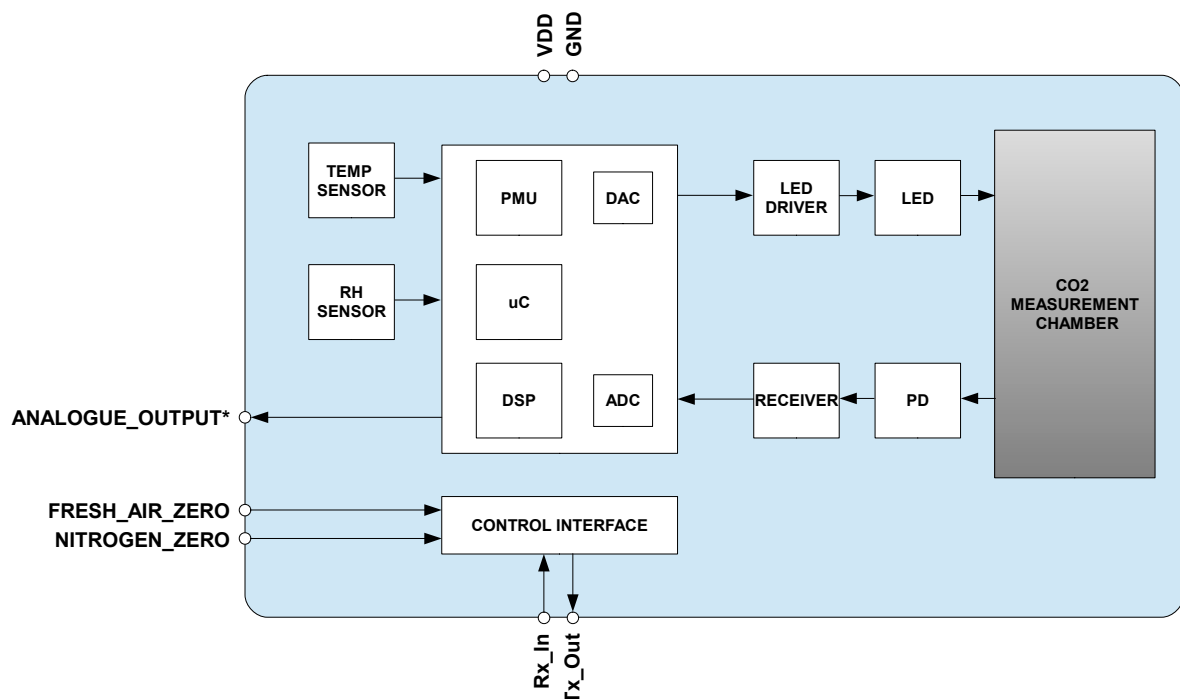 VDD
GND
TEMP
SENSOR
PMU
DAC
LED
DRIVER
LED
RH
SENSOR
uC
CO2
MEASUREMENT
CHAMBER
DSP
ADC
RECEIVER
PD
ANALOGUE_OUTPUT*
FRESH_AIR_ZERO
NITROGEN_ZERO
CONTROL INTERFACE
Rx_In
Tx_Out